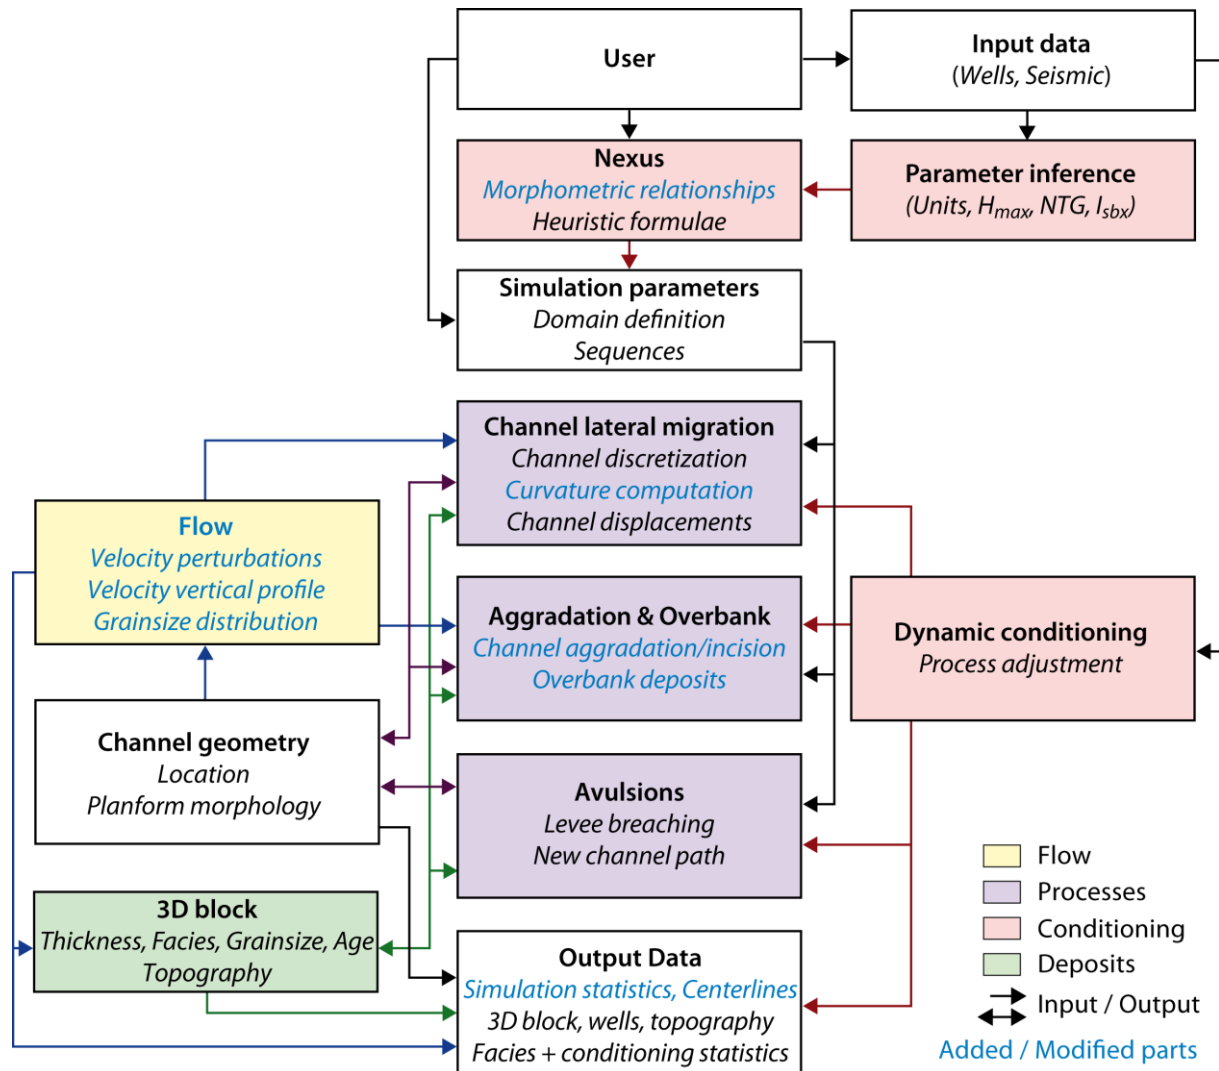 User
Input data
(Wells, Seismic)
Nexus
Morphometric relationships
Heuristic formulae
Parameter inference
(Units, Hmax, NTG, Isbx)
Simulation parameters
Domain definition
Sequences
Channel lateral migration
Channel discretization
Curvature computation
Channel displacements
Flow
Velocity perturbations
Velocity vertical profile
Grainsize distribution
Aggradation & Overbank
Channel aggradation/incision
Overbank deposits
Dynamic conditioning
Process adjustment
Channel geometry
Location
Planform morphology
Avulsions
Levee breaching
New channel path
3D block
Thickness, Facies, Grainsize, Age
Topography
Output Data
Simulation statistics, Centerlines
3D block, wells, topography
Facies + conditioning statistics
Flow
Processes
Conditioning
Deposits
Input / Output
Added / Modified parts